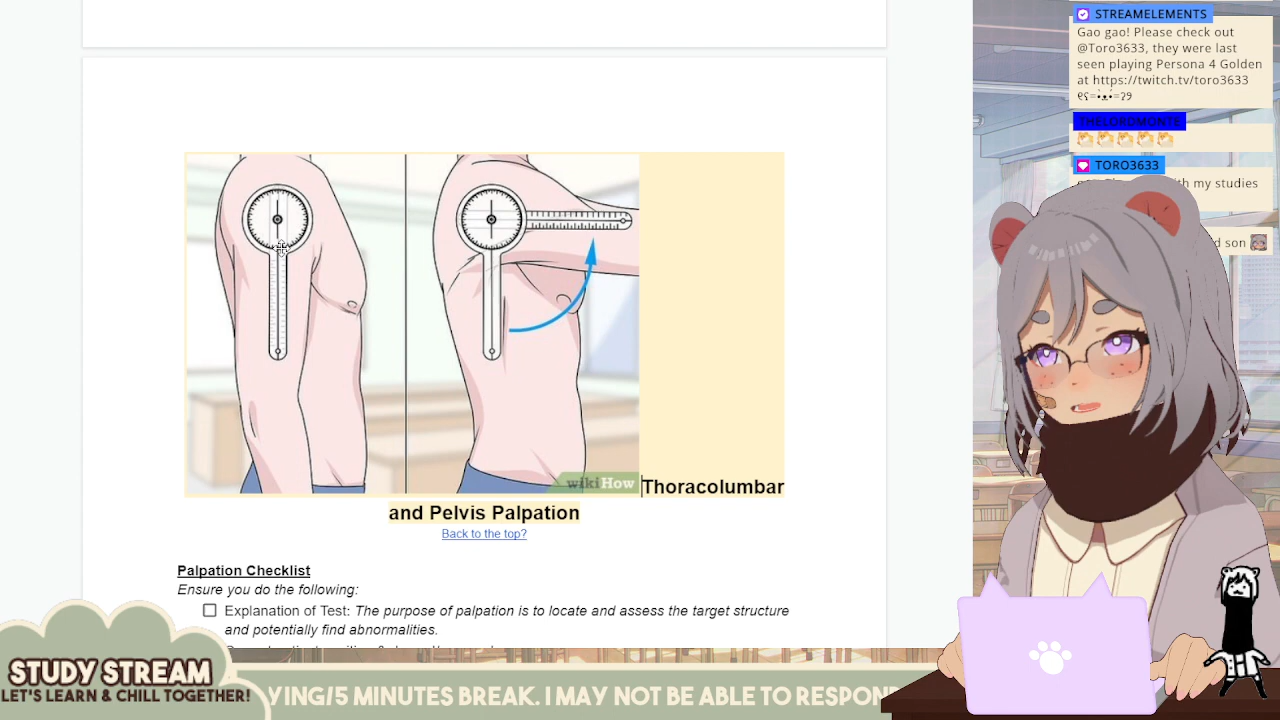 wikiHow
Thoracolumbar
and Pelvis Palpation
Back to the top?
Palpation Checklist
Ensure you do the following:
Explanation of Test: The purpose of palpation is to locate and assess the target structure
and potentially find abnormalities.
STREAMELEMENTS
Gao gao! Please check out
@Toro3633, they were last
seen playing Persona 4 Golden
at https://twitch.tv/toro3633
THELORDMONTE
TORO3633
my studies
son
STUDY STREAM
LET'S LEARN & CHILL TOGETHER!
YING/5 MINUTES BREAK. I MAY NOT BE ABLE TO RESPON